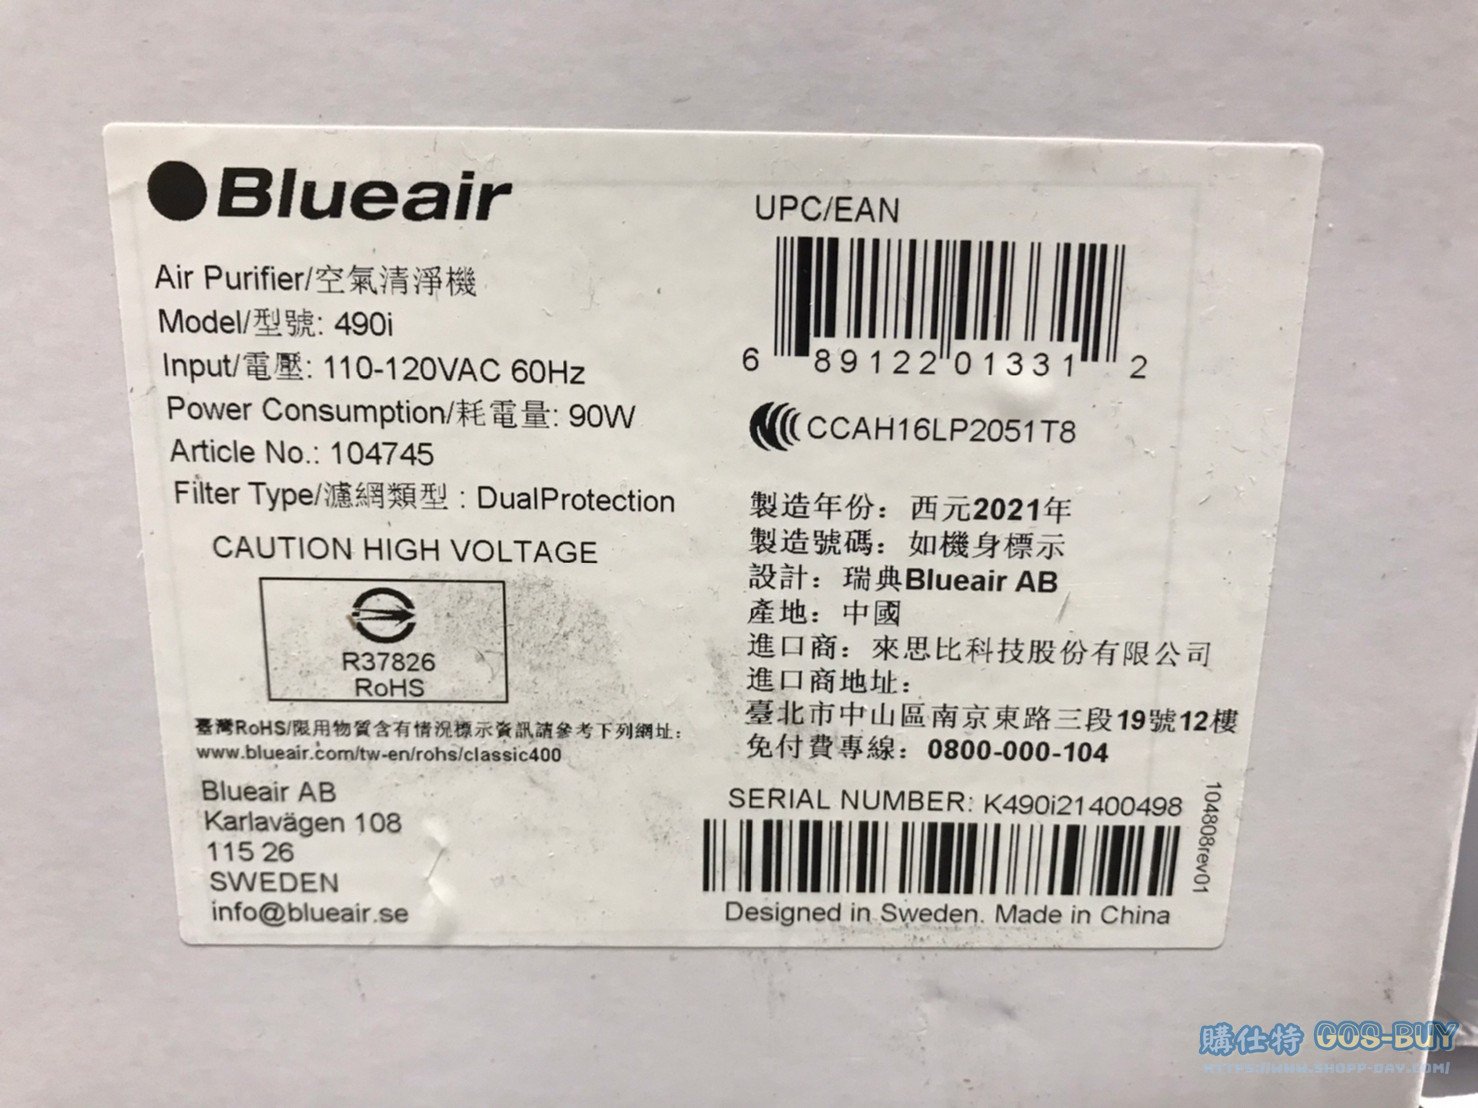 Blueair
Air Purifier/空氣清淨機
Model/型號: 490i
Input/電壓: 110-120VAC 60Hz
Power Consumption/耗電量: 90W
Article No.: 104745
Filter Type/濾網類型 : DualProtection
CAUTION HIGH VOLTAGE
R37826
RoHS
臺灣RoHS/限用物質含有情況標示資訊請參考下列網址:
www.blueair.com/tw-en/rohs/classic400
Blueair AB
Karlavägen 108
115 26
SWEDEN
info@blueair.se
UPC/EAN
6 89122 01331 2
CCAH16LP2051T8
製造年份: 西元2021年
製造號碼: 如機身標示
設計: 瑞典Blueair AB
產地: 中國
進口商: 來思比科技股份有限公司
進口商地址:
臺北市中山區南京東路三段19號12樓
免付費專線: 0800-000-104
SERIAL NUMBER: K490i21400498
Designed in Sweden. Made in China
104808rev01
購仕特 GOS-BUY
HTTPS://WWW.SHOPP-DAY.COM/